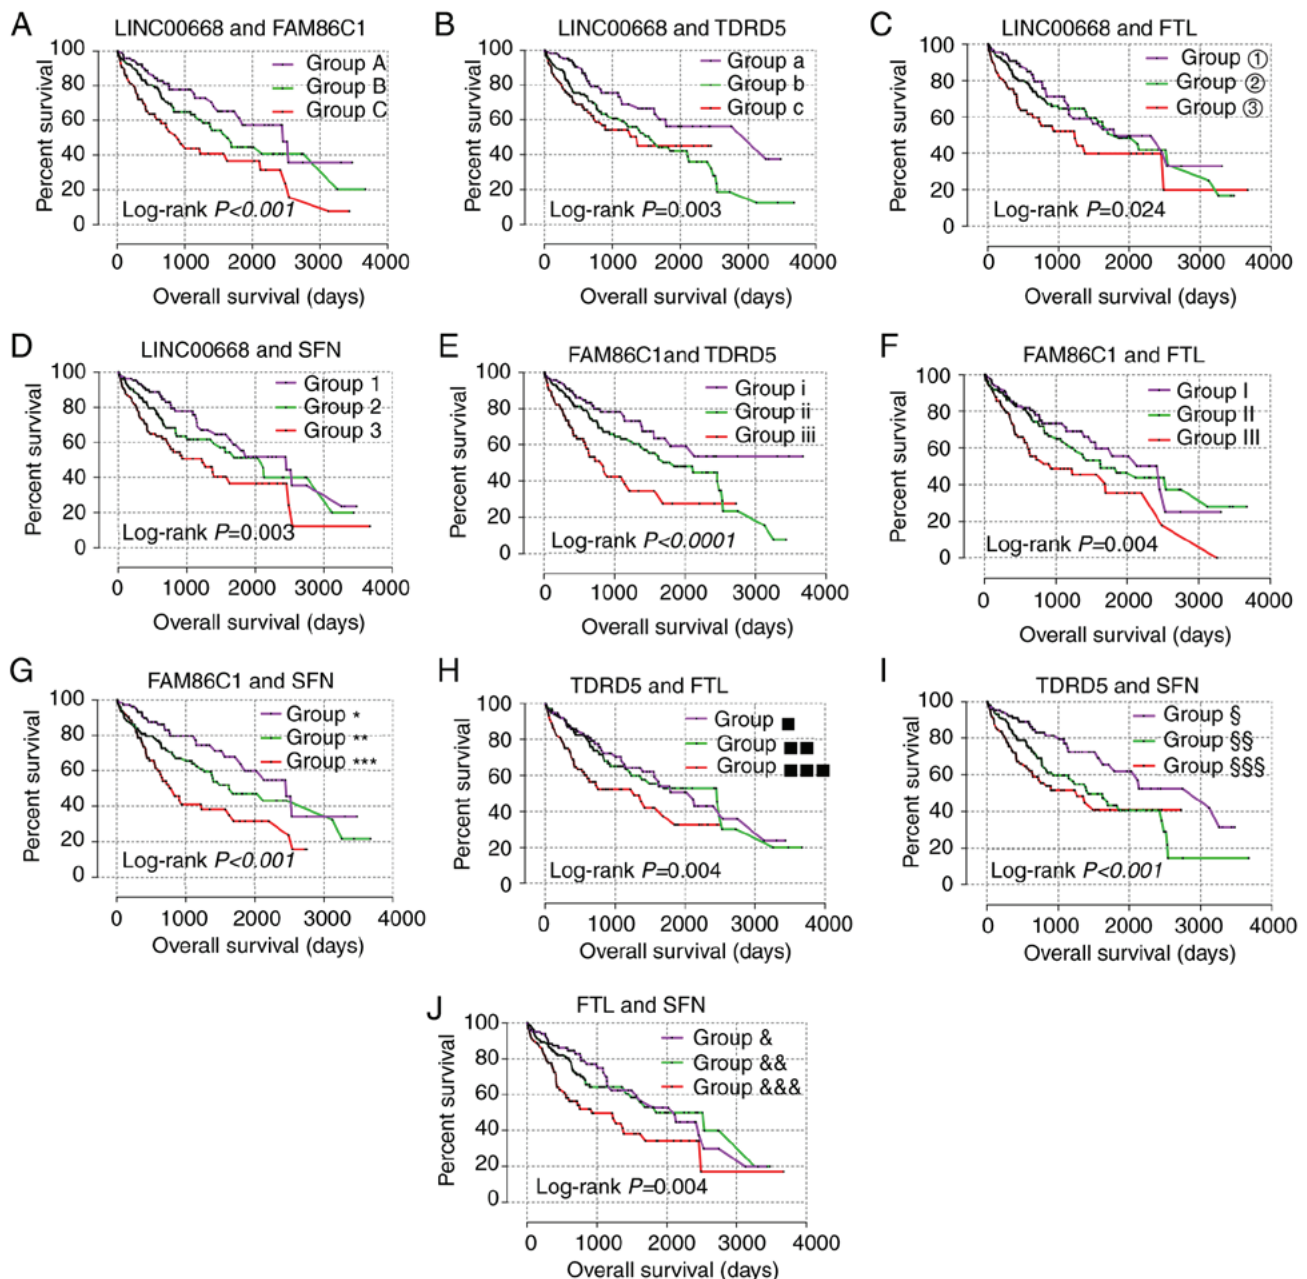 A
LINC00668 and FAM86C1
Percent survival
100
80
60
40
20
0
Group A
Group B
Group C
Log-rank P<0.001
0 1000 2000 3000 4000
Overall survival (days)
B
LINC00668 and TDRD5
Percent survival
100
80
60
40
20
0
Group a
Group b
Group c
Log-rank P=0.003
0 1000 2000 3000 4000
Overall survival (days)
C
LINC00668 and FTL
Percent survival
100
80
60
40
20
0
Group ①
Group ②
Group ③
Log-rank P=0.024
0 1000 2000 3000 4000
Overall survival (days)
D
LINC00668 and SFN
Percent survival
100
80
60
40
20
0
Group 1
Group 2
Group 3
Log-rank P=0.003
0 1000 2000 3000 4000
Overall survival (days)
E
FAM86C1and TDRD5
Percent survival
100
80
60
40
20
0
Group i
Group ii
Group iii
Log-rank P<0.0001
0 1000 2000 3000 4000
Overall survival (days)
F
FAM86C1 and FTL
Percent survival
100
80
60
40
20
0
Group I
Group II
Group III
Log-rank P=0.004
0 1000 2000 3000 4000
Overall survival (days)
G
FAM86C1 and SFN
Percent survival
100
80
60
40
20
0
Group *
Group **
Group ***
Log-rank P<0.001
0 1000 2000 3000 4000
Overall survival (days)
H
TDRD5 and FTL
Percent survival
100
80
60
40
20
0
Group ■
Group ■■
Group ■■■
Log-rank P=0.004
0 1000 2000 3000 4000
Overall survival (days)
I
TDRD5 and SFN
Percent survival
100
80
60
40
20
0
Group §
Group §§
Group §§§
Log-rank P<0.001
0 1000 2000 3000 4000
Overall survival (days)
J
FTL and SFN
Percent survival
100
80
60
40
20
0
Group &
Group &&
Group &&&
Log-rank P=0.004
0 1000 2000 3000 4000
Overall survival (days)